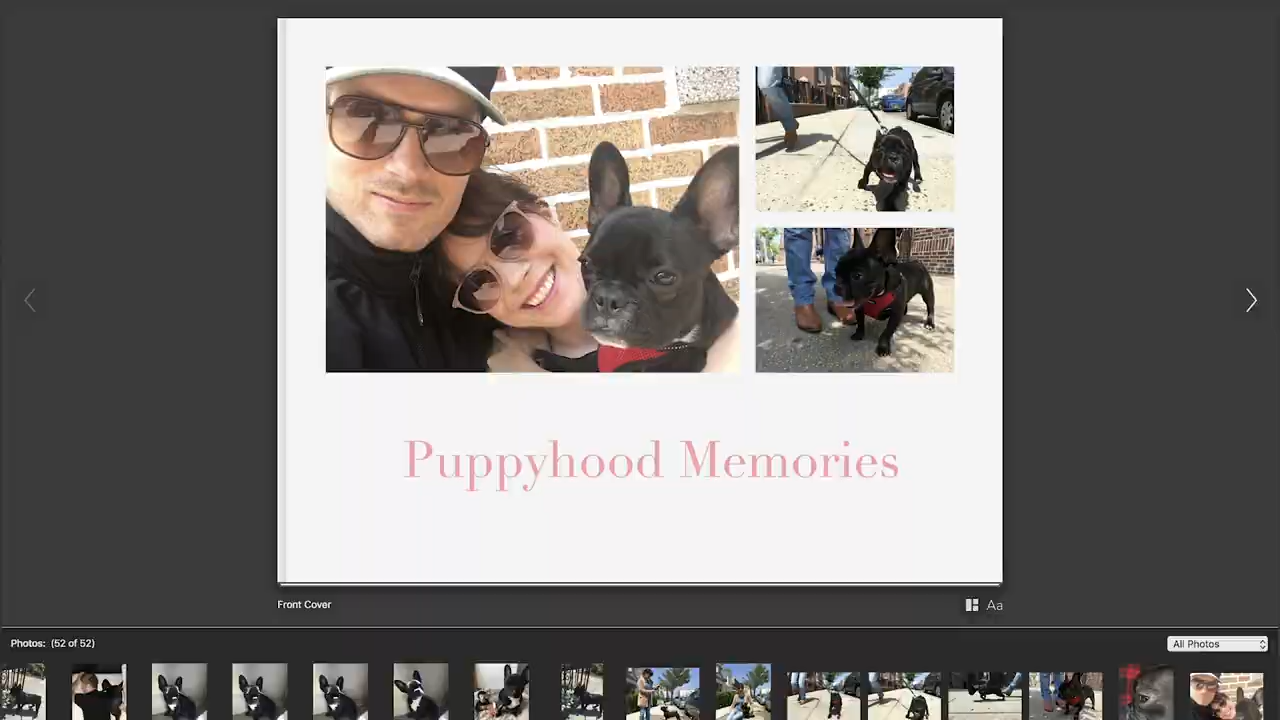 Puppyhood Memories
Front Cover
Aa
Photos: (52 of 52)
All Photos